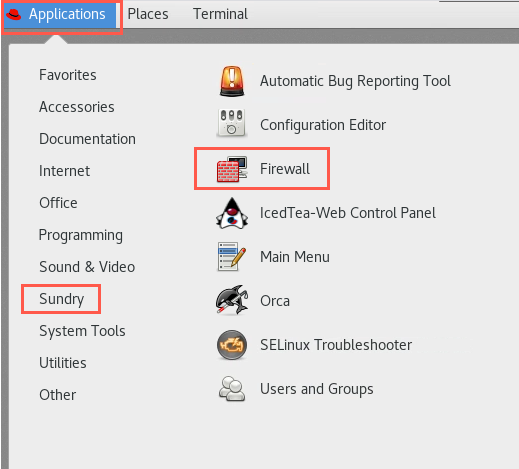 Applications Places Terminal
Favorites
Accessories
Documentation
Internet
Office
Programming
Sound & Video
Sundry
System Tools
Utilities
Other
Automatic Bug Reporting Tool
Configuration Editor
Firewall
IcedTea-Web Control Panel
Main Menu
Orca
SELinux Troubleshooter
Users and Groups